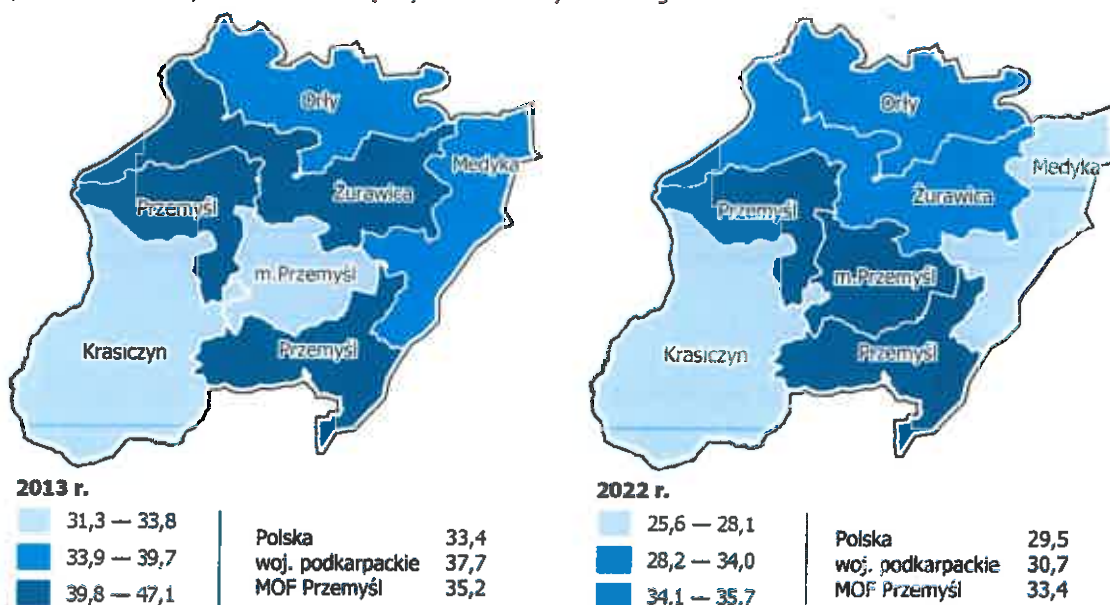 Orły
Medyka
Żurawica
Przemyśl
m.Przemyśl
Krasiczyn
Przemyśl
2013 r.
31,3 — 33,8
33,9 — 39,7
39,8 — 47,1
Polska 33,4
woj. podkarpackie 37,7
MOF Przemyśl 35,2
Orły
Medyka
Żurawica
Przemyśl
m.Przemyśl
Krasiczyn
Przemyśl
2022 r.
25,6 — 28,1
28,2 — 34,0
34,1 — 35,7
Polska 29,5
woj. podkarpackie 30,7
MOF Przemyśl 33,4